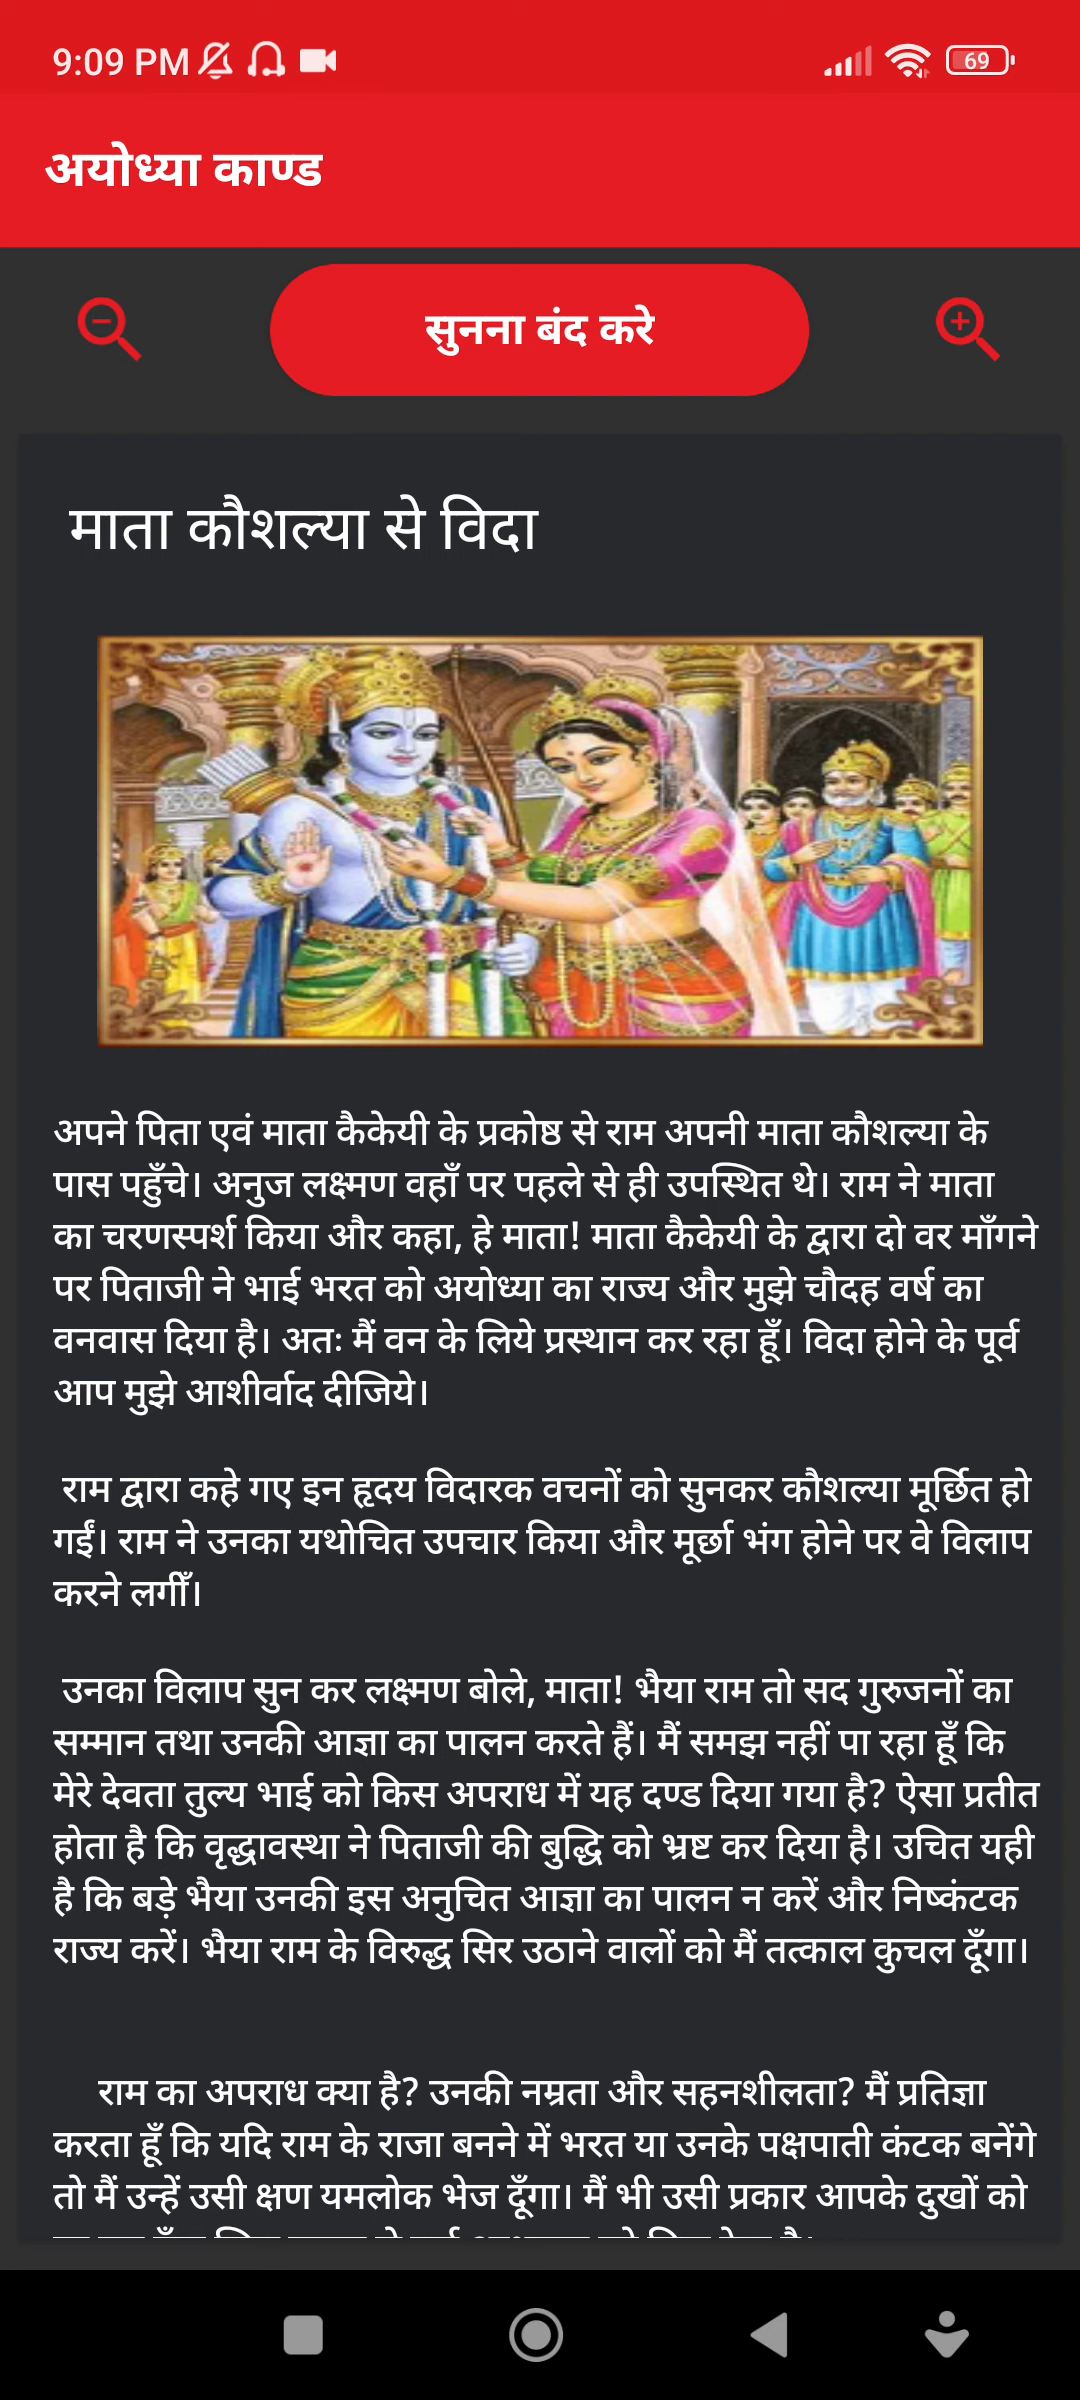 9:09 PM
69
अयोध्या काण्ड
सुनना बंद करे
माता कौशल्या से विदा
अपने पिता एवं माता कैकेयी के प्रकोष्ठ से राम अपनी माता कौशल्या के
पास पहुँचे। अनुज लक्ष्मण वहाँ पर पहले से ही उपस्थित थे। राम ने माता
का चरणस्पर्श किया और कहा, हे माता! माता कैकेयी के द्वारा दो वर माँगने
पर पिताजी ने भाई भरत को अयोध्या का राज्य और मुझे चौदह वर्ष का
वनवास दिया है। अतः मैं वन के लिये प्रस्थान कर रहा हूँ। विदा होने के पूर्व
आप मुझे आशीर्वाद दीजिये।
राम द्वारा कहे गए इन हृदय विदारक वचनों को सुनकर कौशल्या मूर्छित हो
गईं। राम ने उनका यथोचित उपचार किया और मूर्छा भंग होने पर वे विलाप
करने लगीँ।
उनका विलाप सुन कर लक्ष्मण बोले, माता! भैया राम तो सद गुरुजनों का
सम्मान तथा उनकी आज्ञा का पालन करते हैं। मैं समझ नहीं पा रहा हूँ कि
मेरे देवता तुल्य भाई को किस अपराध में यह दण्ड दिया गया है? ऐसा प्रतीत
होता है कि वृद्धावस्था ने पिताजी की बुद्धि को भ्रष्ट कर दिया है। उचित यही
है कि बड़े भैया उनकी इस अनुचित आज्ञा का पालन न करें और निष्कंटक
राज्य करें। भैया राम के विरुद्ध सिर उठाने वालों को मैं तत्काल कुचल दूँगा।
राम का अपराध क्या है? उनकी नम्रता और सहनशीलता? मैं प्रतिज्ञा
करता हूँ कि यदि राम के राजा बनने में भरत या उनके पक्षपाती कंटक बनेंगे
तो मैं उन्हें उसी क्षण यमलोक भेज दूँगा। मैं भी उसी प्रकार आपके दुखों को